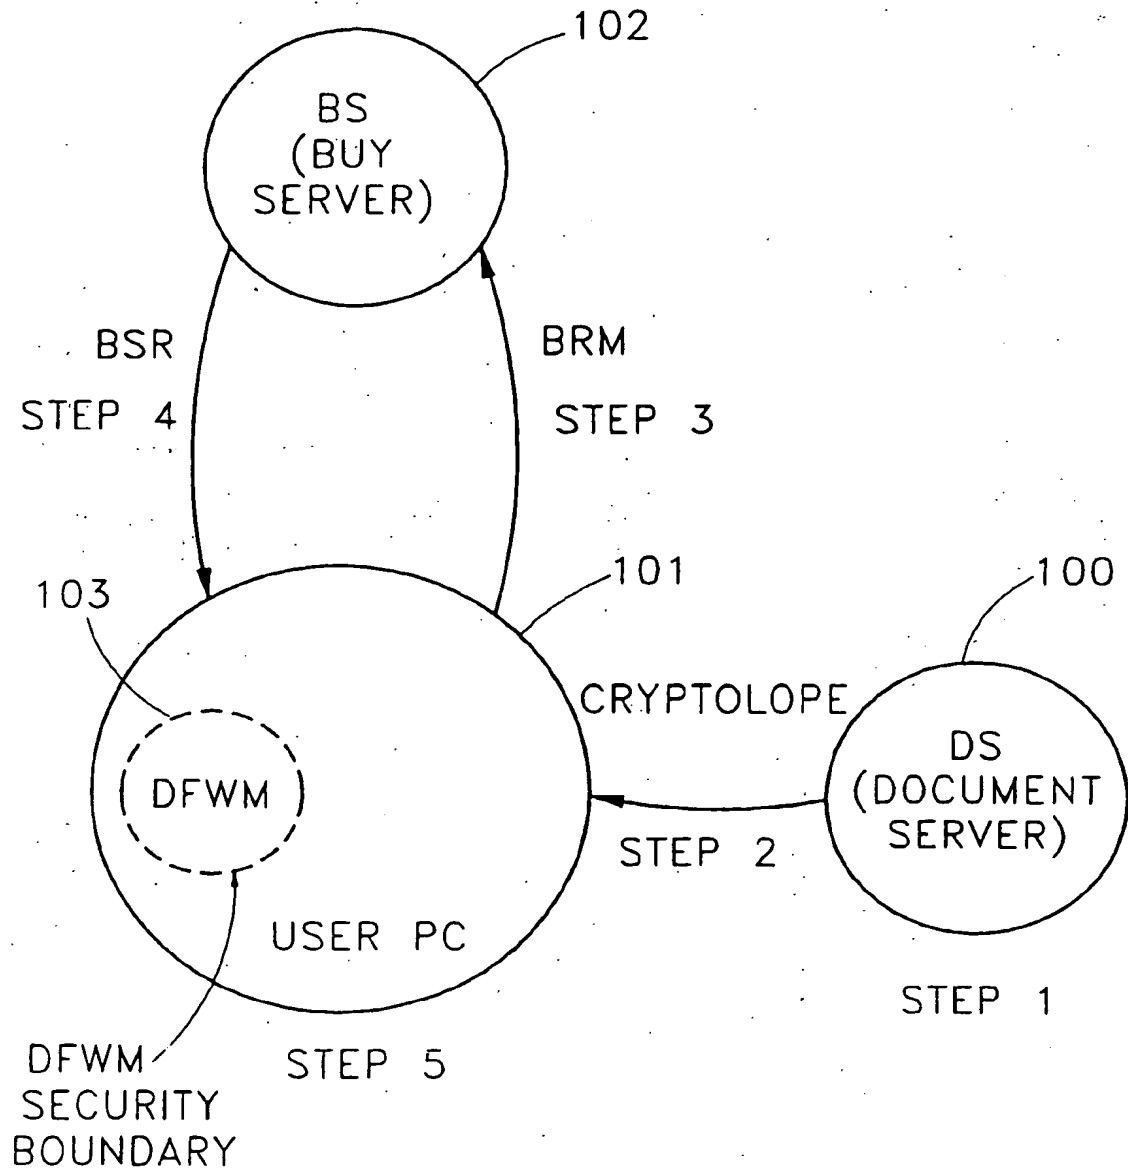 102
BS
(BUY
SERVER)
BSR
BRM
STEP 4
STEP 3
103
101
100
CRYPTOLOPE
DS
(DOCUMENT
SERVER)
DFWM
STEP 2
USER PC
STEP 1
DFWM
SECURITY
BOUNDARY
STEP 5